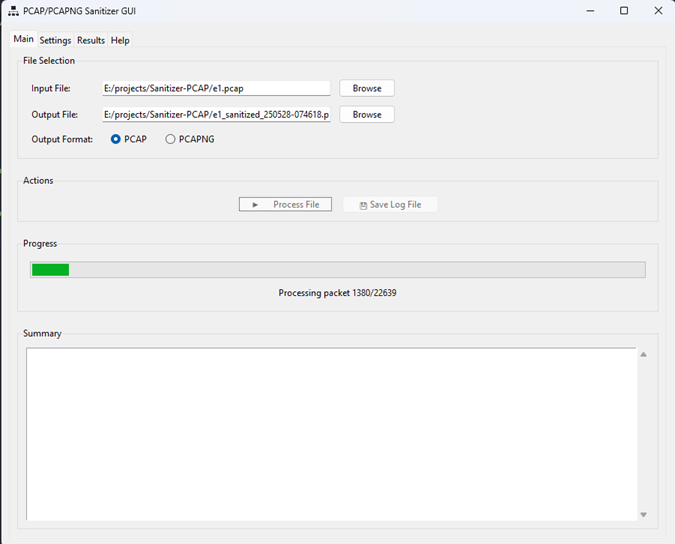 PCAP/PCAPNG Sanitizer GUI
Main Settings Results Help
File Selection
Input File: E:/projects/Sanitizer-PCAP/e1.pcap Browse
Output File: E:/projects/Sanitizer-PCAP/e1_sanitized_250528-074618.p Browse
Output Format: PCAP PCAPNG
Actions
Process File Save Log File
Progress
Processing packet 1380/22639
Summary